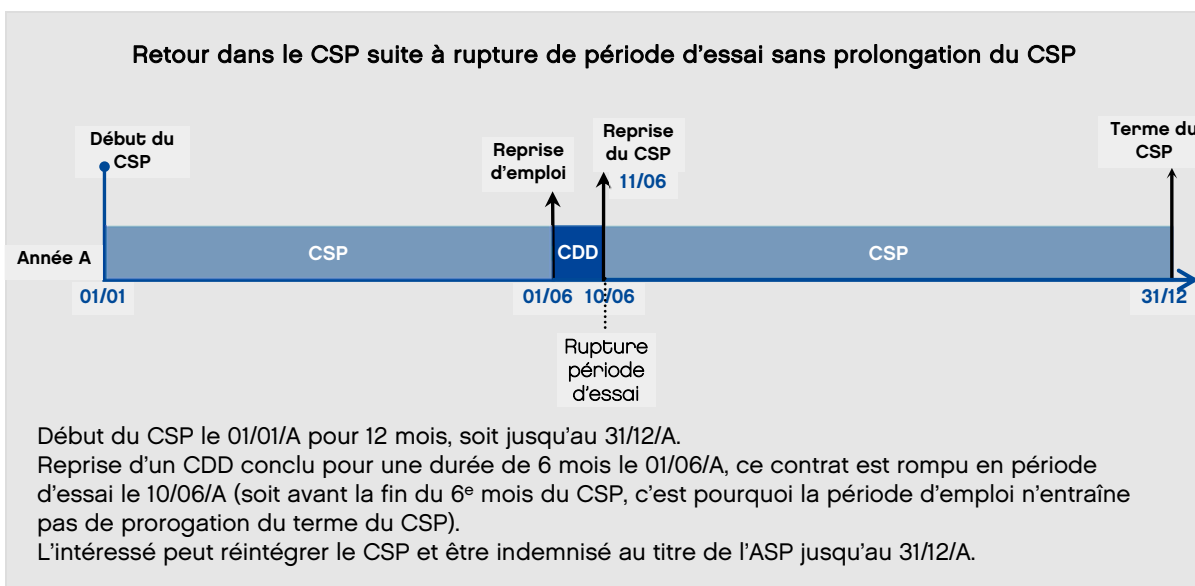 Retour dans le CSP suite à rupture de période d'essai sans prolongation du CSP
Début du
CSP
Reprise
d'emploi
Reprise
du CSP
11/06
Terme du
CSP
Année A
CSP
CDD
CSP
01/01
01/06
10/06
31/12
Rupture
période
d'essai
Début du CSP le 01/01/A pour 12 mois, soit jusqu'au 31/12/A.
Reprise d'un CDD conclu pour une durée de 6 mois le 01/06/A, ce contrat est rompu en période
d'essai le 10/06/A (soit avant la fin du 6e mois du CSP, c'est pourquoi la période d'emploi n'entraîne
pas de prorogation du terme du CSP).
L'intéressé peut réintégrer le CSP et être indemnisé au titre de l'ASP jusqu'au 31/12/A.